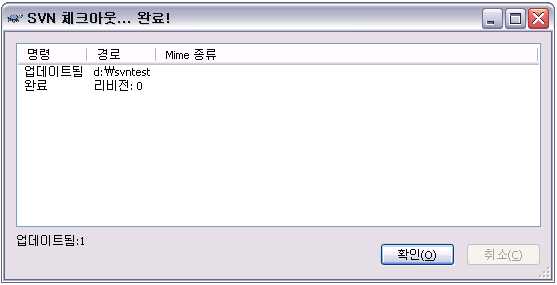 SVN 체크아웃... 완료!
명령 경로 Mime 종류
업데이트됨 d:₩svntest
완료 리비전: 0
업데이트됨:1
확인(O) 취소(C)